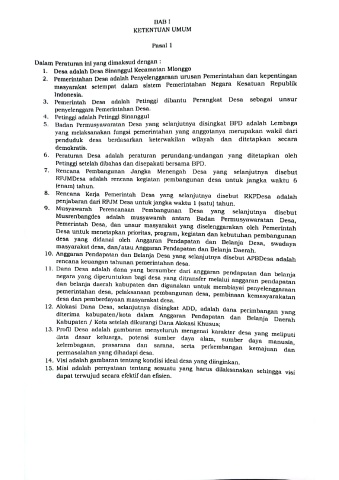 BAB I
KETENTUAN UMUM
Pasal 1
Dalam Peraturan ini yang dimaksud dengan :
1. Desa adalah Desa Sinanggul Kecamatan Mlonggo
2. Pemerintahan Desa adalah Penyelenggaraan urusan Pemerintahan dan kepentingan
masyarakat setempat dalam sistem Pemerintahan Negara Kesatuan Republik
Indonesia.
3. Pemerintah Desa adalah Petinggi dibantu Perangkat Desa sebagai unsur
penyelenggara Pemerintahan Desa.
4. Petinggi adalah Petinggi Sinanggul
5. Badan Permusyawaratan Desa yang selanjutnya disingkat BPD adalah Lembaga
yang melaksanakan fungsi pemerintahan yang anggotanya merupakan wakil dari
penduduk desa berdasarkan keterwakilan wilayah dan ditetapkan secara
demokratis.
6. Peraturan Desa adalah peraturan perundang-undangan yang ditetapkan oleh
Petinggi setelah dibahas dan disepakati bersama BPD.
7. Rencana Pembangunan Jangka Menengah Desa yang selanjutnya disebut
RPJMDesa adalah rencana kegiatan pembangunan desa untuk jangka waktu 6
(enam) tahun.
8. Rencana Kerja Pemerintah Desa yang selanjutnya disebut RKPDesa adalah
penjabaran dari RPJM Desa untuk jangka waktu 1 (satu) tahun.
9. Musyawarah Perencanaan Pembangunan Desa yang selanjutnya disebut
Musrenbangdes adalah musyawarah antara Badan Permusyawaratan Desa,
Pemerintah Desa, dan unsur masyarakat yang diselenggarakan oleh Pemerintah
Desa untuk menetapkan prioritas, program, kegiatan dan kebutuhan pembangunan
desa yang didanai oleh Anggaran Pendapatan dan Belanja Desa, swadaya
masyarakat desa, dan/atau Anggaran Pendapatan dan Belanja Daerah.
10. Anggaran Pendapatan dan Belanja Desa yang selanjutnya disebut APBDesa adalah
rencana keuangan tahunan pemerintahan desa.
11. Dana Desa adalah dana yang bersumber dari anggaran pendapatan dan belanja
negara yang diperuntukan bagi desa yang ditransfer melalui anggaran pendapatan
dan belanja daerah kabupaten dan digunakan untuk membiayai penyelenggaraan
pemerintahan desa, pelaksanaan pembangunan desa, pembinaan kemasyarakatan
desa dan pemberdayaan masyarakat desa.
12. Alokasi Dana Desa, selanjutnya disingkat ADD, adalah dana perimbangan yang
diterima kabupaten/kota dalam Anggaran Pendapatan dan Belanja Daerah
Kabupaten / Kota setelah dikurangi Dana Alokasi Khusus;
13. Profil Desa adalah gambaran menyeluruh mengenai karakter desa yang meliputi
data dasar keluarga, potensi sumber daya alam, sumber daya manusia,
kelembagaan, prasarana dan sarana, serta perkembangan kemajuan dan
permasalahan yang dihadapi desa.
14. Visi adalah gambaran tentang kondisi ideal desa yang diinginkan.
15. Misi adalah pernyataan tentang sesuatu yang harus dilaksanakan sehingga visi
dapat terwujud secara efektif dan efisien.